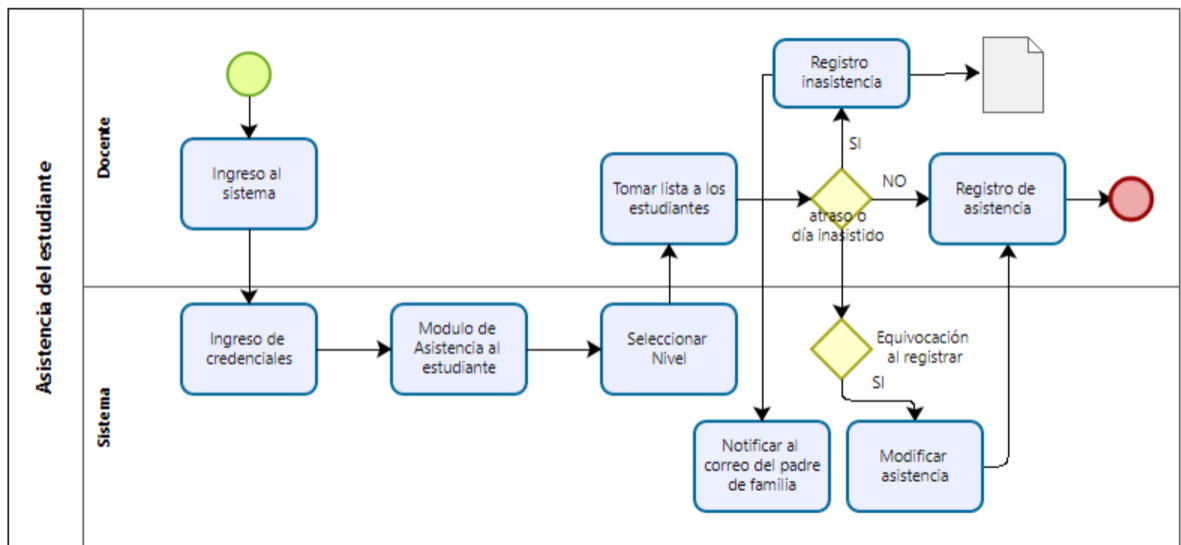 Asistencia del estudiante
Docente
Ingreso al
sistema
Tomar lista a los
estudiantes
Registro
inasistencia
SI
NO
atraso o
día inasistido
Registro de
asistencia
Sistema
Ingreso de
credenciales
Modulo de
Asistencia al
estudiante
Seleccionar
Nivel
Equivocación
al registrar
SI
Notificar al
correo del padre
de familia
Modificar
asistencia